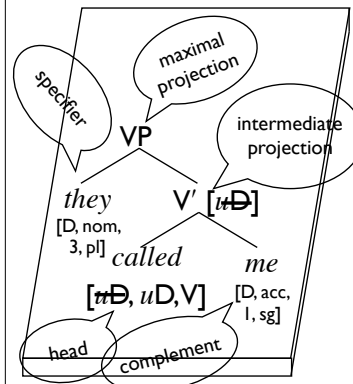 maximal
projection
specifier
VP
intermediate
projection
they
V′ [uD]
[D, nom,
3, pl]
called
me
[uD, uD, V]
[D, acc,
1, sg]
head
complement